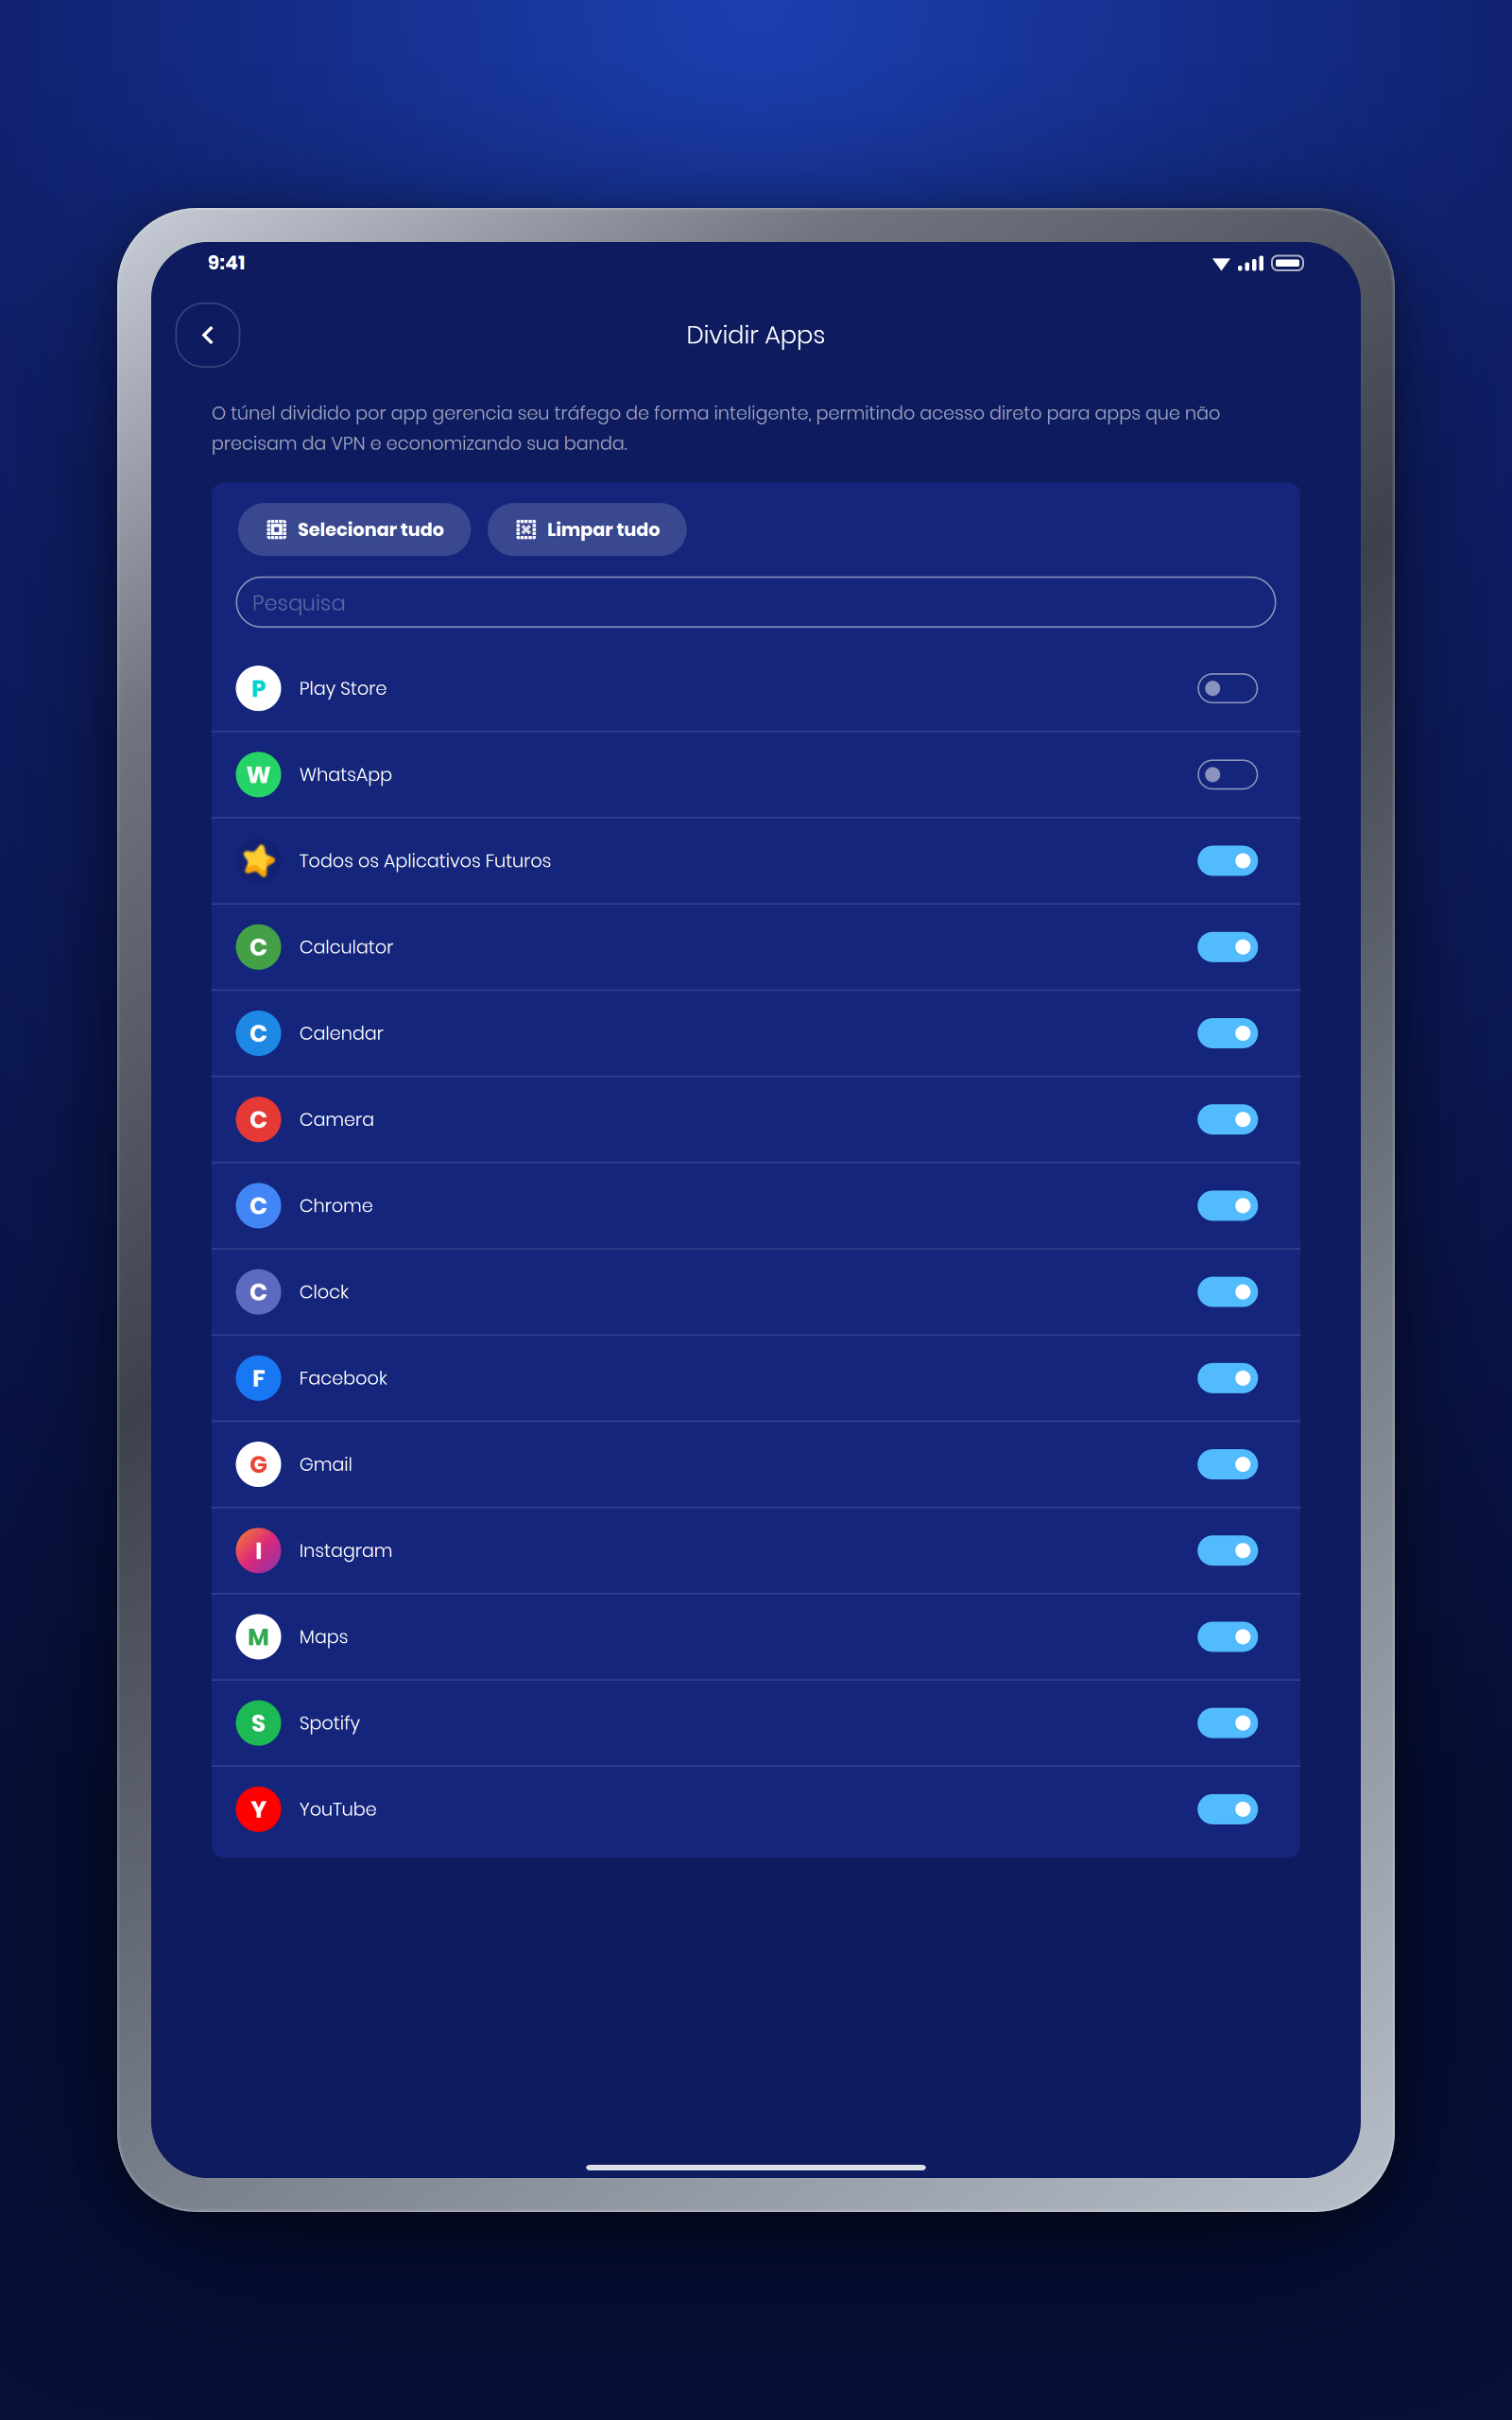 9:41
Dividir Apps
O túnel dividido por app gerencia seu tráfego de forma inteligente, permitindo acesso direto para apps que não
precisam da VPN e economizando sua banda.
Selecionar tudo Limpar tudo
Pesquisa
P Play Store
W WhatsApp
Todos os Aplicativos Futuros
C Calculator
C Calendar
C Camera
C Chrome
C Clock
F Facebook
G Gmail
I Instagram
M Maps
S Spotify
Y YouTube